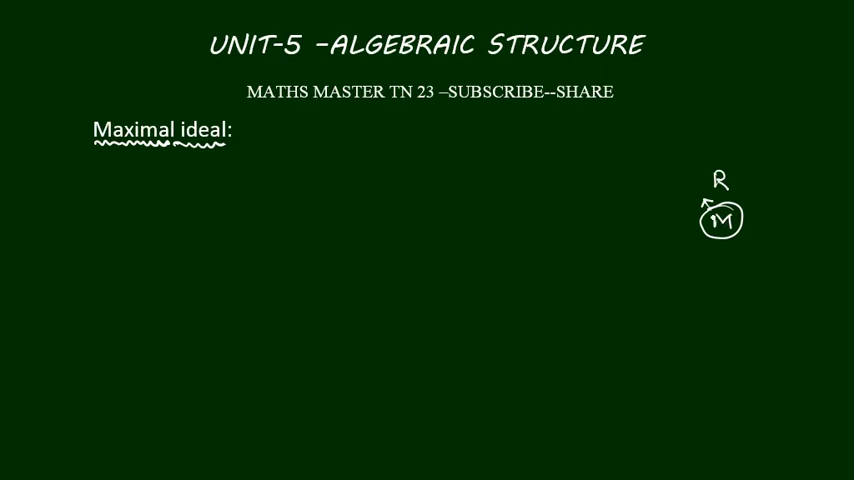 UNIT-5 –ALGEBRAIC STRUCTURE
MATHS MASTER TN 23 –SUBSCRIBE--SHARE
Maximal ideal:
R
M